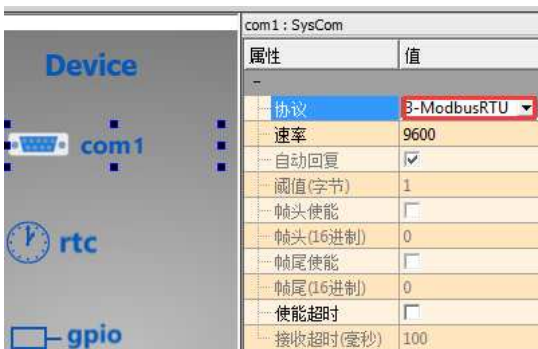 Device
com1
rtc
gpio
com1 : SysCom
属性 值
协议 3-ModbusRTU
速率 9600
自动回复
阈值(字节) 1
帧头使能
帧头(16进制) 0
帧尾使能
帧尾(16进制) 0
使能超时
接收超时(毫秒) 100